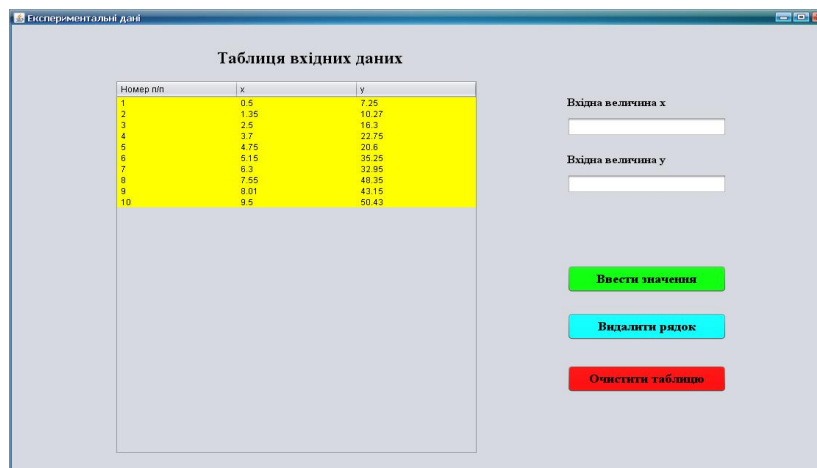 Експериментальні дані
Таблиця вхідних даних
Номер п/п x y
1 0.5 7.25
2 1.35 10.27
3 2.5 16.3
4 3.7 22.75
5 4.75 20.6
6 5.15 35.25
7 6.3 32.95
8 7.55 48.35
9 8.01 43.15
10 9.5 50.43
Вхідна величина x
Вхідна величина y
Ввести значення
Видалити рядок
Очистити таблицю